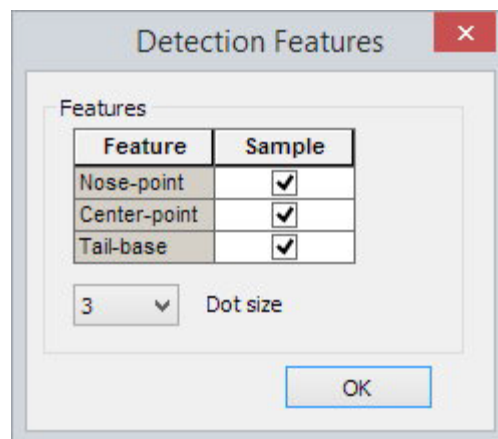 Detection Features
Features
Feature Sample
Nose-point
Center-point
Tail-base
3 Dot size
OK